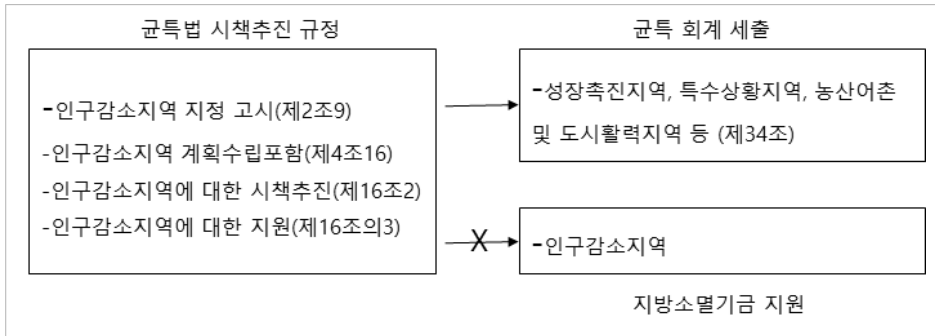 균특법 시책추진 규정
-인구감소지역 지정 고시(제2조9)
-인구감소지역 계획수립포함(제4조16)
-인구감소지역에 대한 시책추진(제16조2)
-인구감소지역에 대한 지원(제16조의3)
X
균특 회계 세출
-성장촉진지역, 특수상황지역, 농산어촌
및 도시활력지역 등 (제34조)
-인구감소지역
지방소멸기금 지원